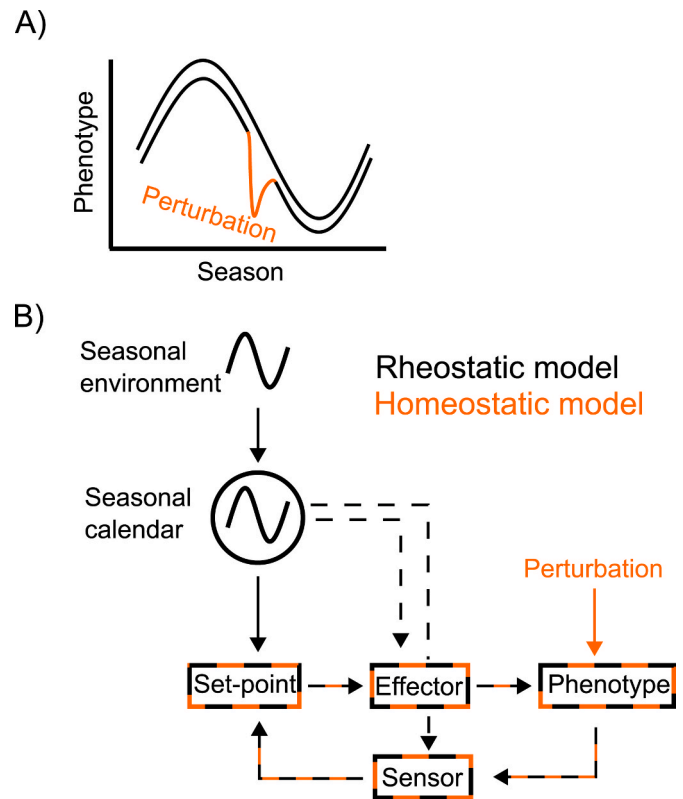 A)
Phenotype
Perturbation
Season
B)
Seasonal
environment
Rheostatic model
Homeostatic model
Seasonal
calendar
Perturbation
Set-point
Effector
Phenotype
Sensor